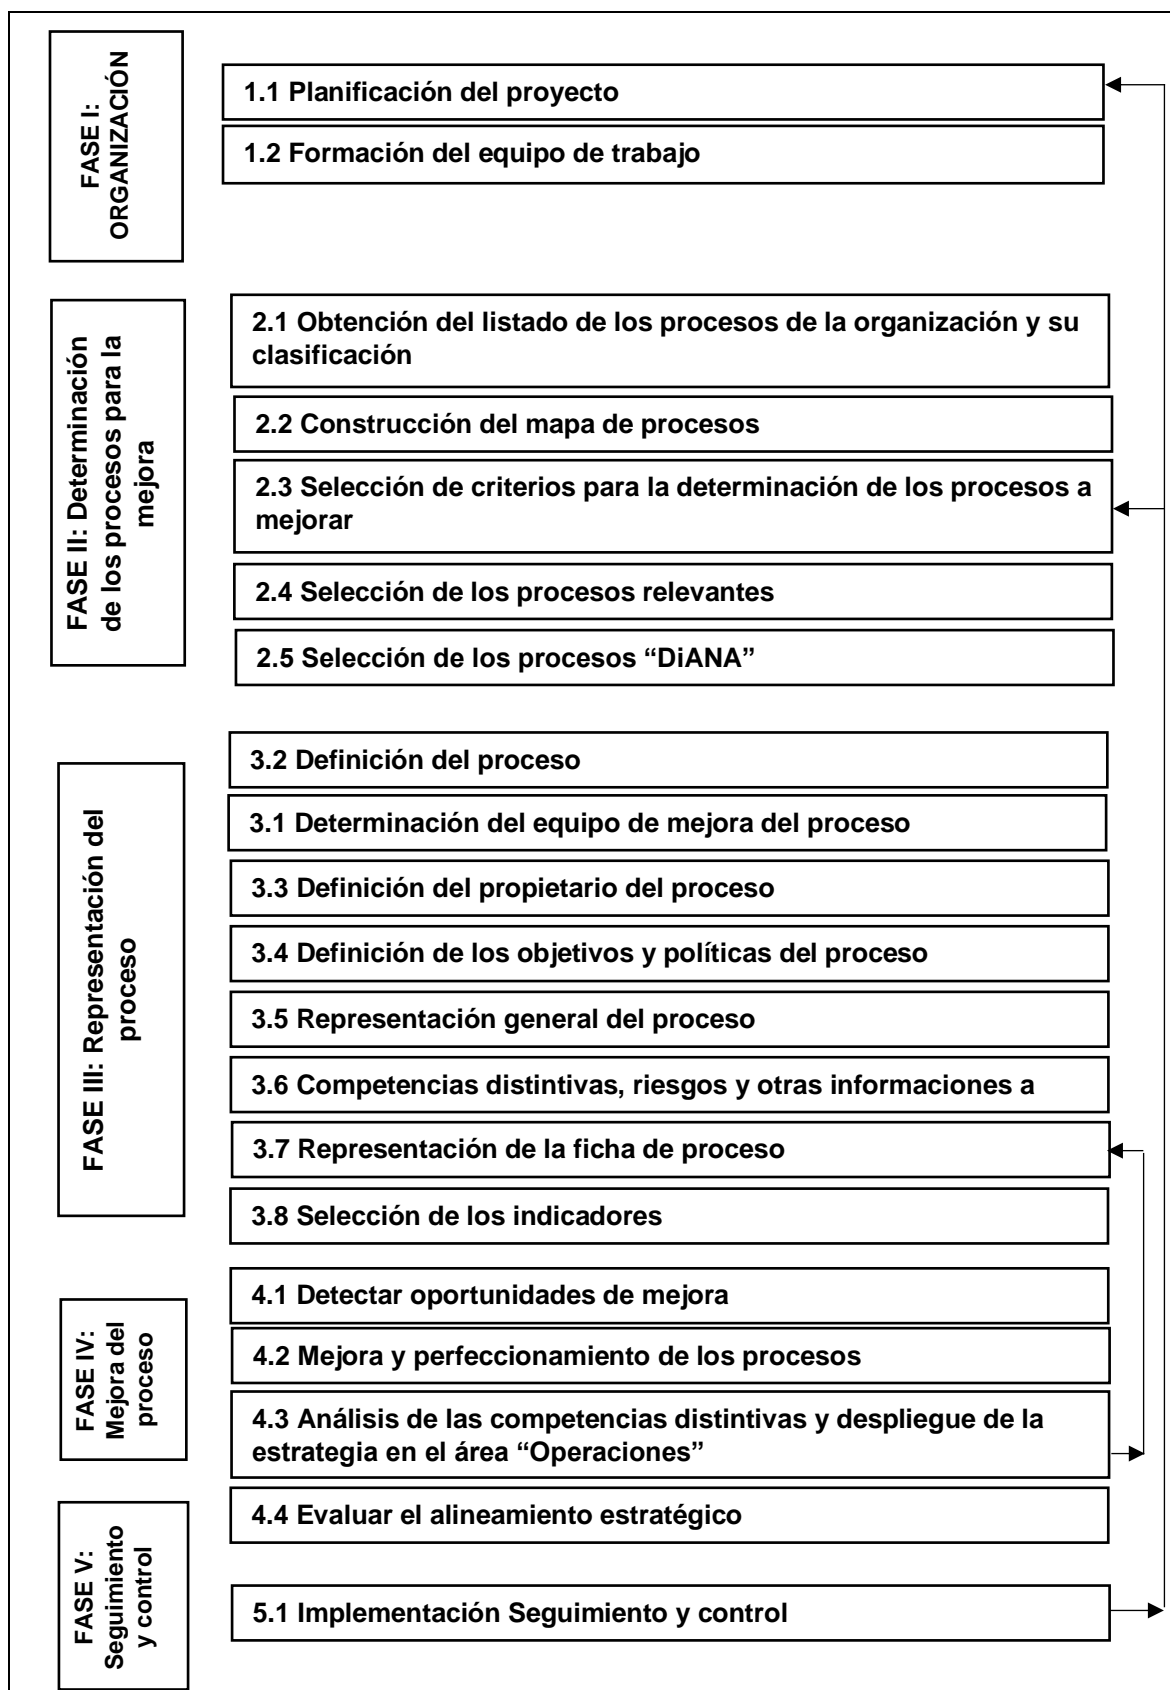 FASE I:
ORGANIZACIÓN
1.1 Planificación del proyecto
1.2 Formación del equipo de trabajo
FASE II: Determinación
de los procesos para la
mejora
2.1 Obtención del listado de los procesos de la organización y su
clasificación
2.2 Construcción del mapa de procesos
2.3 Selección de criterios para la determinación de los procesos a
mejorar
2.4 Selección de los procesos relevantes
2.5 Selección de los procesos “DiANA”
FASE III: Representación del
proceso
3.2 Definición del proceso
3.1 Determinación del equipo de mejora del proceso
3.3 Definición del propietario del proceso
3.4 Definición de los objetivos y políticas del proceso
3.5 Representación general del proceso
3.6 Competencias distintivas, riesgos y otras informaciones a
3.7 Representación de la ficha de proceso
3.8 Selección de los indicadores
FASE IV:
Mejora del
proceso
4.1 Detectar oportunidades de mejora
4.2 Mejora y perfeccionamiento de los procesos
4.3 Análisis de las competencias distintivas y despliegue de la
estrategia en el área “Operaciones”
4.4 Evaluar el alineamiento estratégico
FASE V:
Seguimiento
y control
5.1 Implementación Seguimiento y control